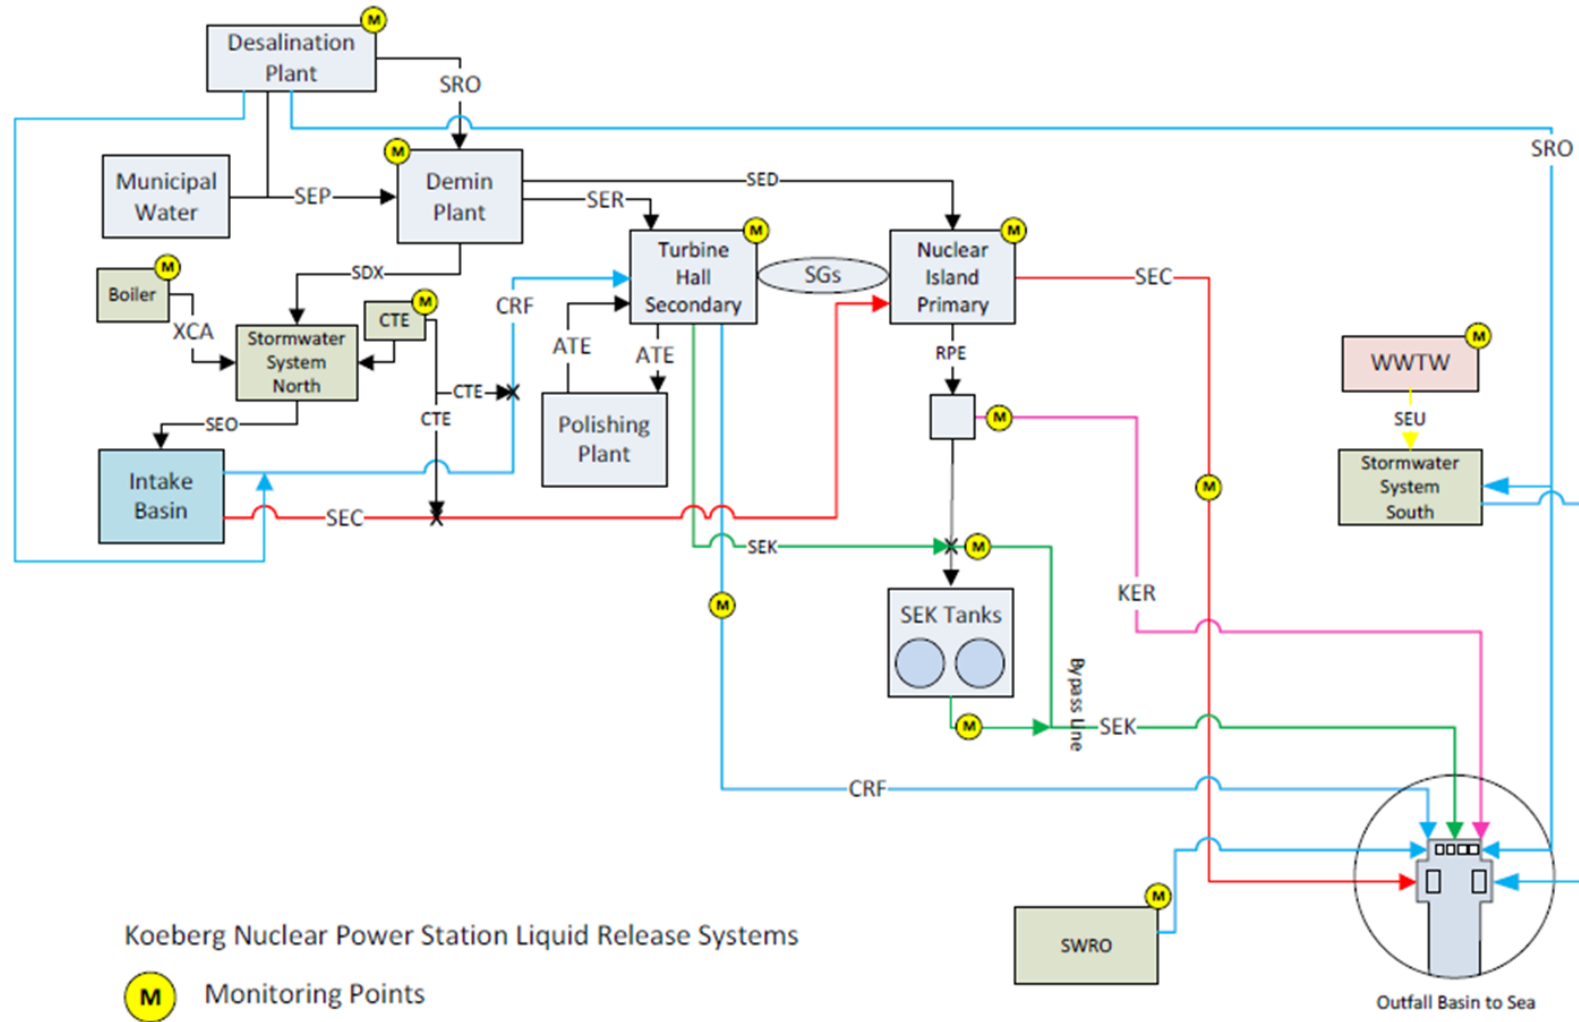 M
Desalination
Plant
SRO
SRO
M
Municipal
Water
SEP
Demin
Plant
SED
SER
M
Turbine
Hall
Secondary
SGs
M
Nuclear
Island
Primary
SEC
M
Boiler
SDX
XCA
M
CTE
Stormwater
System
North
CRF
ATE
ATE
RPE
M
WWTW
SEU
CTE
CTE
Polishing
Plant
M
SEO
Intake
Basin
SEC
M
Stormwater
System
South
SEK
M
M
SEK Tanks
KER
Bypass Line
M
SEK
CRF
M
SWRO
Koeberg Nuclear Power Station Liquid Release Systems
M
Monitoring Points
Outfall Basin to Sea